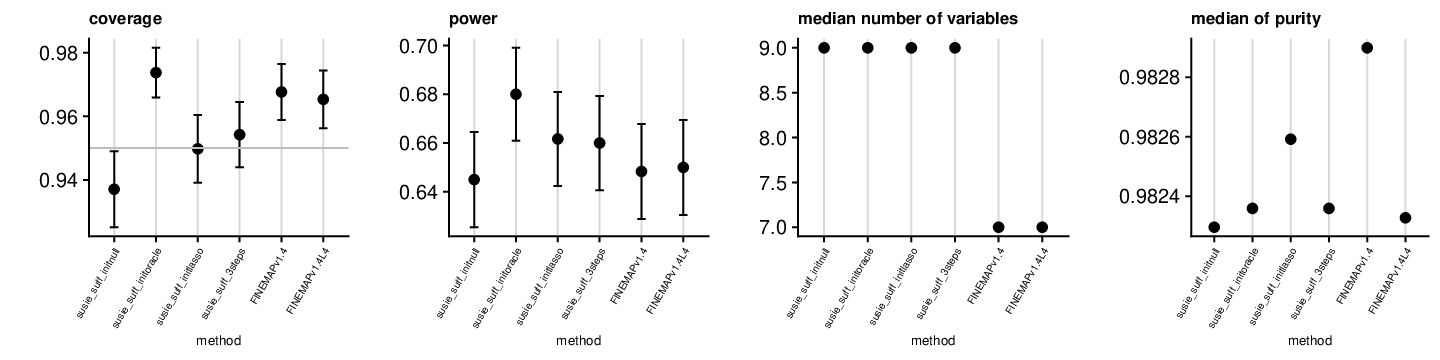 coverage
0.98
0.96
0.94
susie_suff_initnull
susie_suff_initoracle
susie_suff_initlasso
susie_suff_3steps
FINEMAPv1.4
FINEMAPv1.4L4
method
power
0.70
0.68
0.66
0.64
susie_suff_initnull
susie_suff_initoracle
susie_suff_initlasso
susie_suff_3steps
FINEMAPv1.4
FINEMAPv1.4L4
method
median number of variables
9.0
8.5
8.0
7.5
7.0
susie_suff_initnull
susie_suff_initoracle
susie_suff_initlasso
susie_suff_3steps
FINEMAPv1.4
FINEMAPv1.4L4
method
median of purity
0.9828
0.9826
0.9824
susie_suff_initnull
susie_suff_initoracle
susie_suff_initlasso
susie_suff_3steps
FINEMAPv1.4
FINEMAPv1.4L4
method